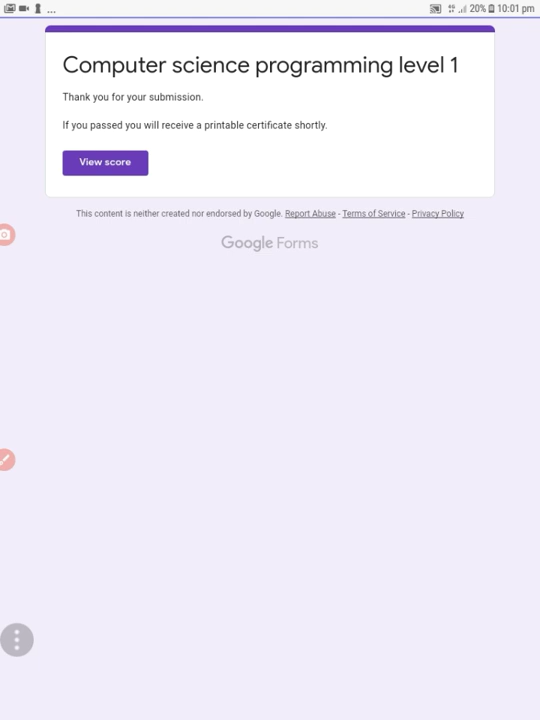 ... 20% 10:01 pm
Computer science programming level 1
Thank you for your submission.
If you passed you will receive a printable certificate shortly.
View score
This content is neither created nor endorsed by Google. Report Abuse - Terms of Service - Privacy Policy
Google Forms